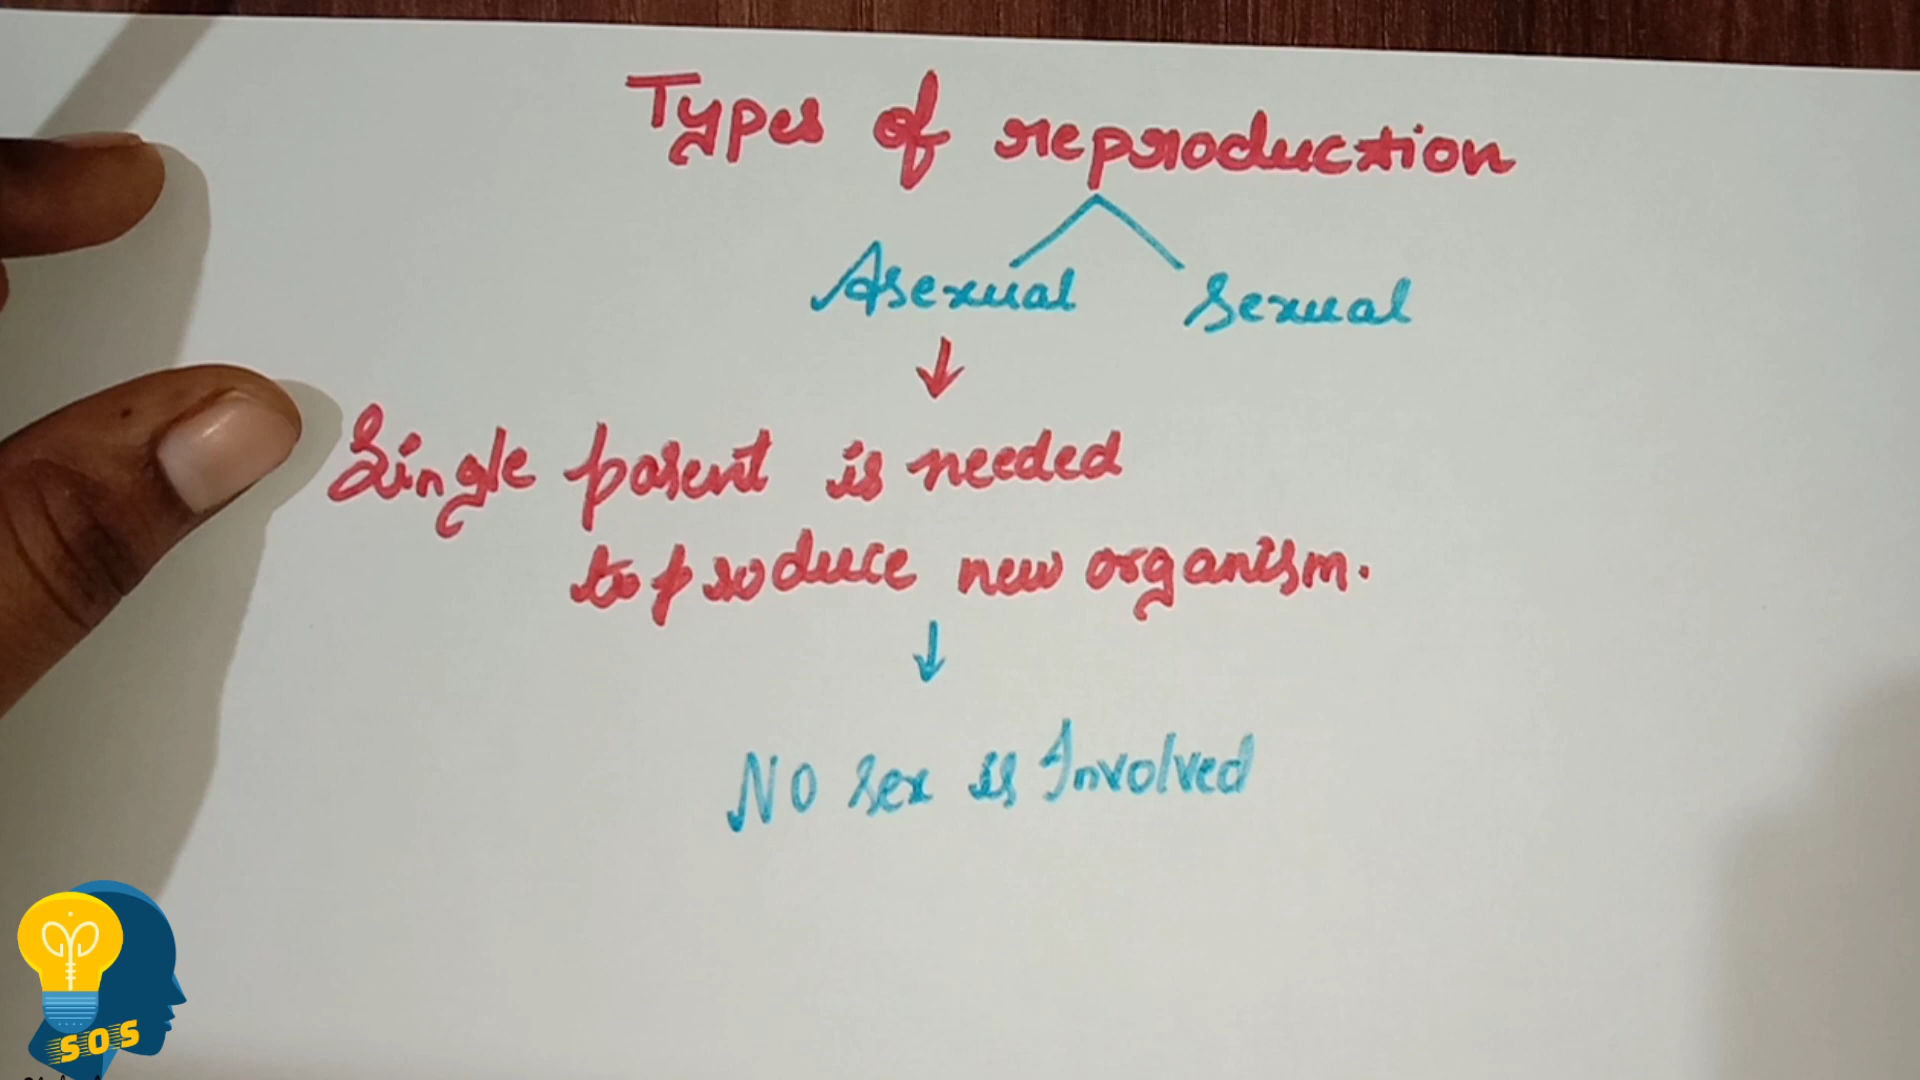 Types of reproduction
Asexual Sexual
Single parent is needed
to produce new organism.
No sex is Involved
SOS